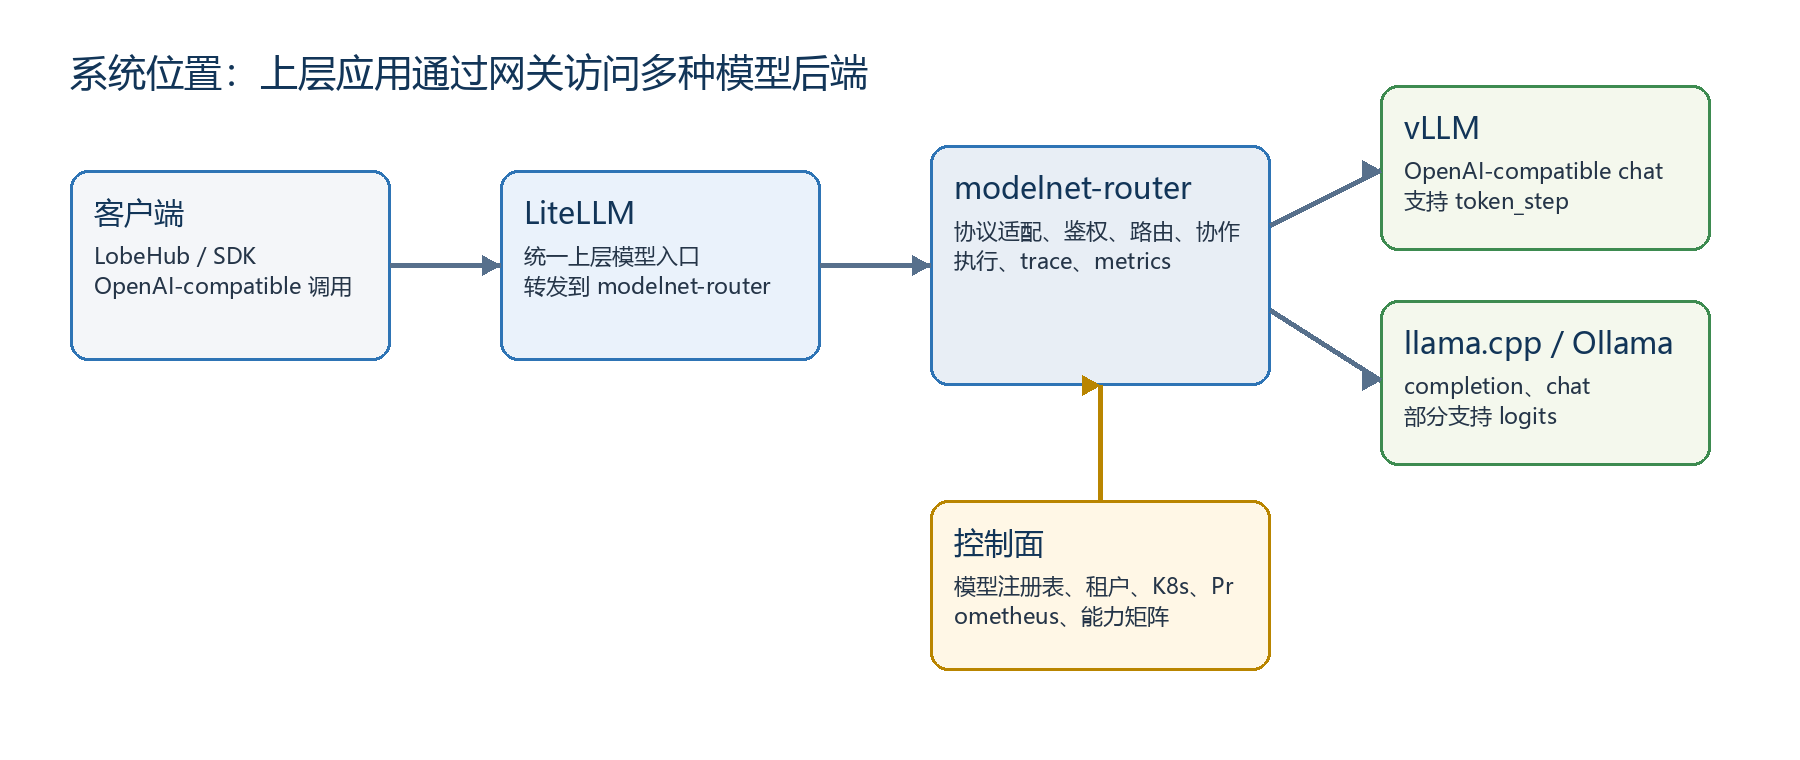 系统位置：上层应用通过网关访问多种模型后端
客户端
LobeHub / SDK
OpenAI-compatible 调用
LiteLLM
统一上层模型入口
转发到 modelnet-router
modelnet-router
协议适配、鉴权、路由、协作
执行、trace、metrics
vLLM
OpenAI-compatible chat
支持 token_step
llama.cpp / Ollama
completion、chat
部分支持 logits
控制面
模型注册表、租户、K8s、Pr
ometheus、能力矩阵